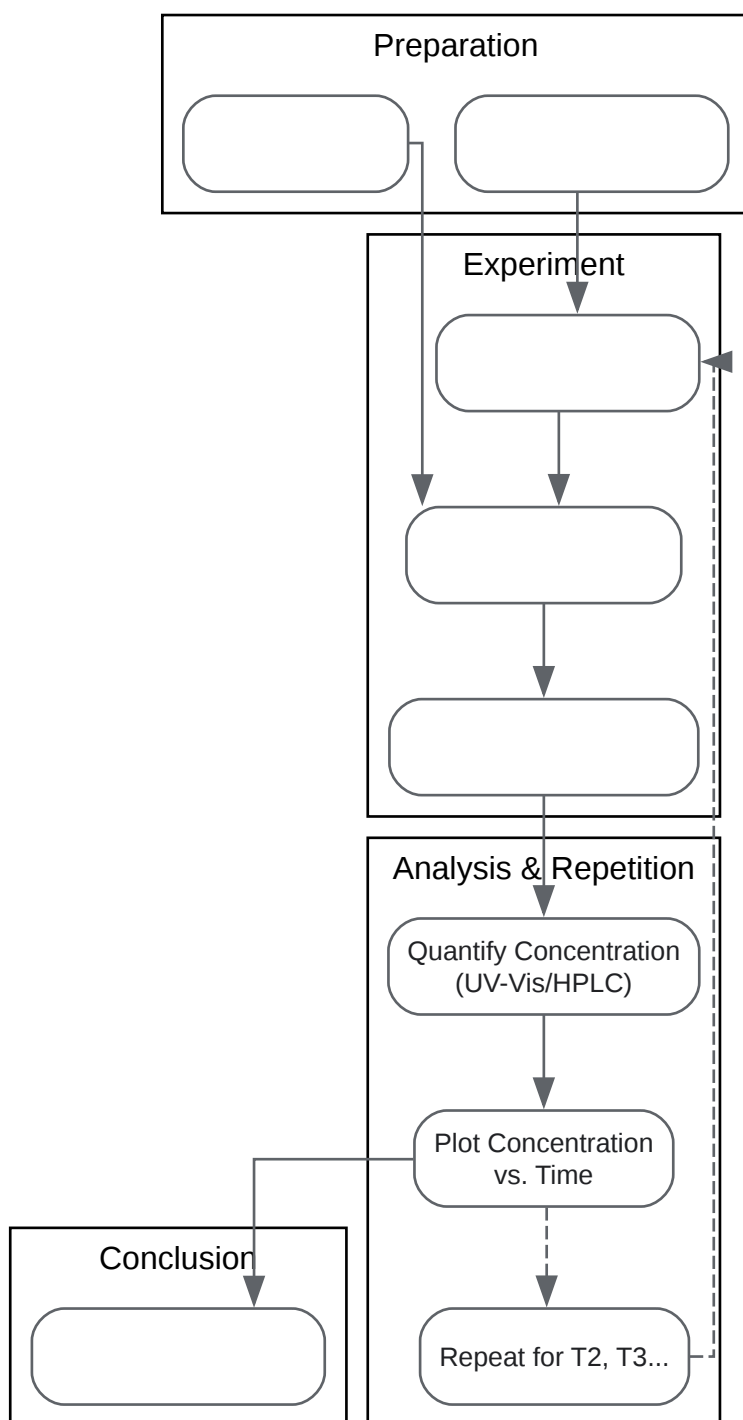 Preparation
Experiment
Analysis & Repetition
Quantify Concentration
(UV-Vis/HPLC)
Plot Concentration
vs. Time
Conclusion
Repeat for T2, T3...